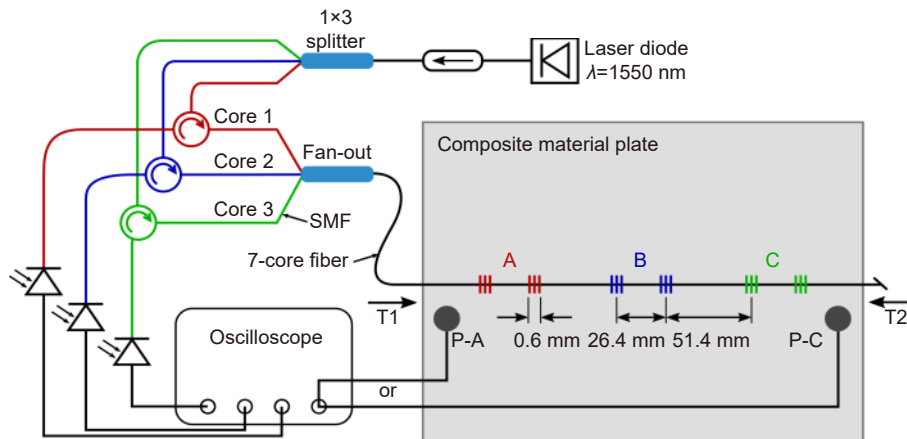 1×3
splitter
Laser diode
λ=1550 nm
Core 1
Composite material plate
Fan-out
Core 2
Core 3
SMF
7-core fiber
A
B
C
T1
T2
Oscilloscope
P-A
0.6 mm
26.4 mm
51.4 mm
P-C
or